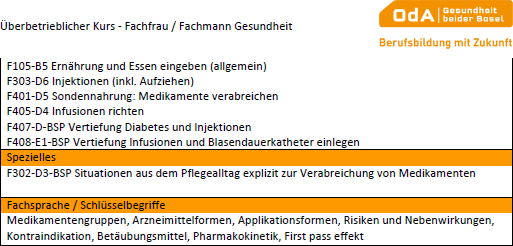 OdA Gesundheit
beider Basel
Überbetrieblicher Kurs - Fachfrau / Fachmann Gesundheit
Berufsbildung mit Zukunft
F105-B5 Ernährung und Essen eingeben (allgemein)
F303-D6 Injektionen (inkl. Aufziehen)
F401-D5 Sondennahrung: Medikamente verabreichen
F405-D4 Infusionen richten
F407-D-BSP Vertiefung Diabetes und Injektionen
F408-E1-BSP Vertiefung Infusionen und Blasendauerkatheter einlegen
Spezielles
F302-D3-BSP Situationen aus dem Pflegealltag explizit zur Verabreichung von Medikamenten
Fachsprache / Schlüsselbegriffe
Medikamentengruppen, Arzneimittelformen, Applikationsformen, Risiken und Nebenwirkungen,
Kontraindikation, Betäubungsmittel, Pharmakokinetik, First pass effekt